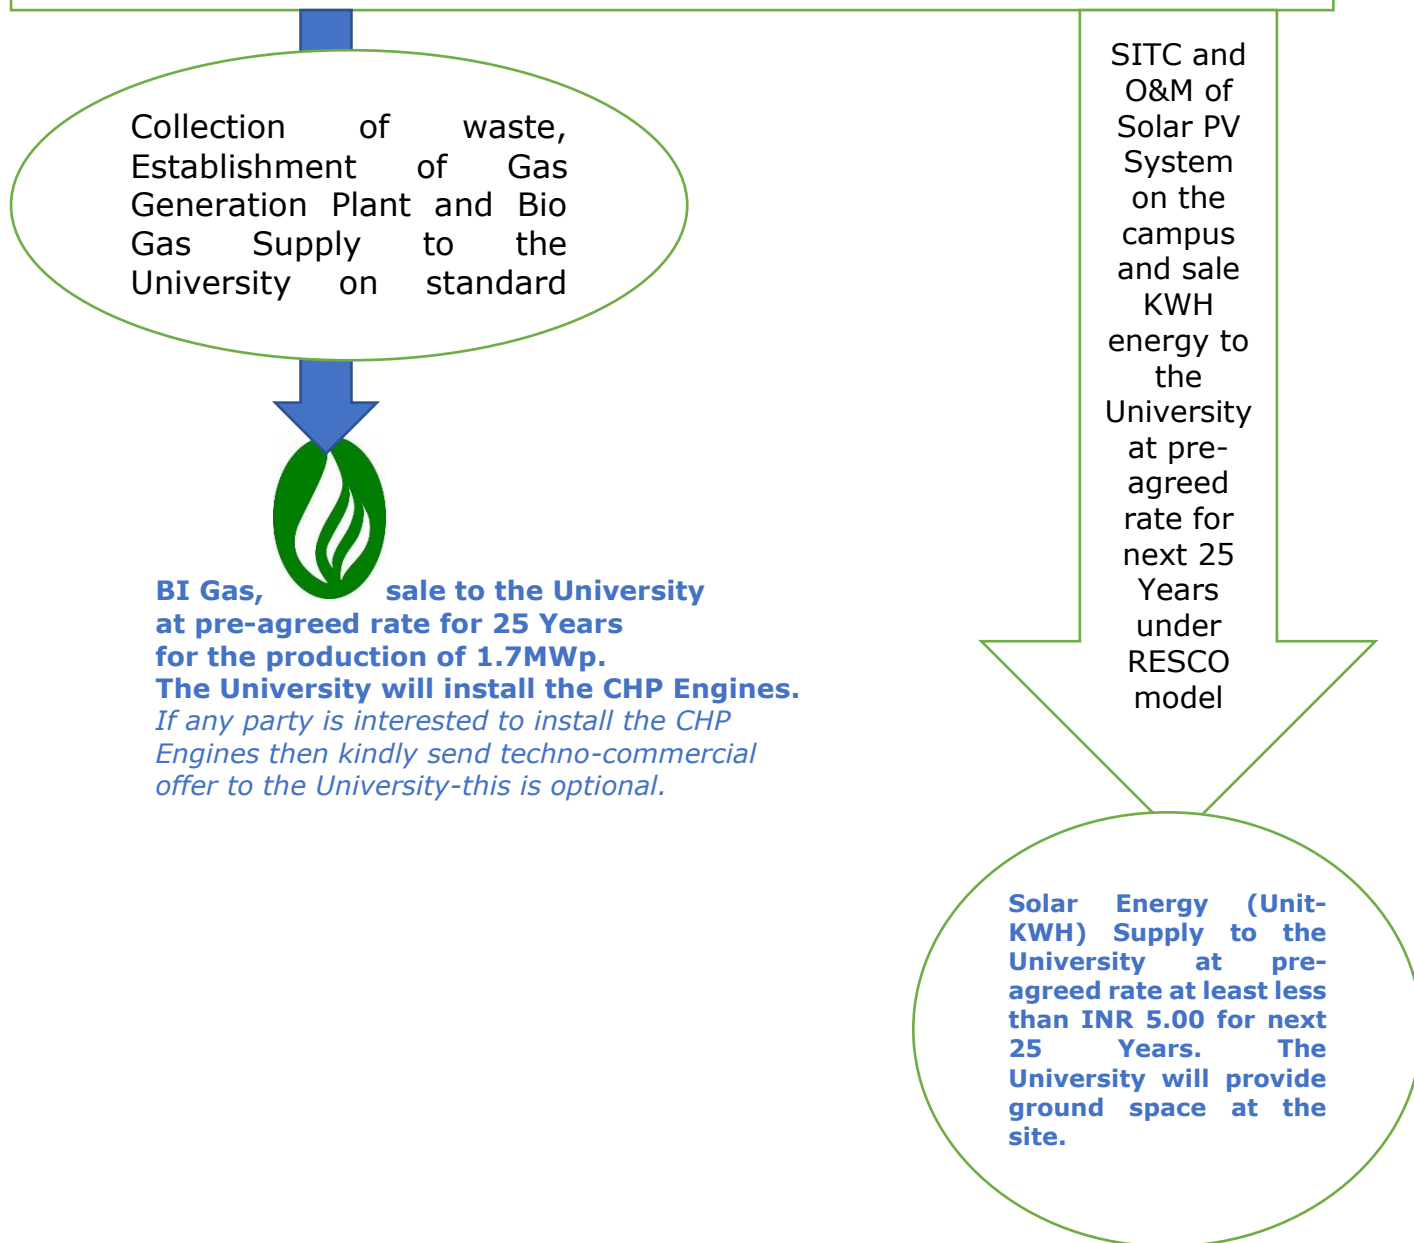 Collection of waste,
Establishment of Gas
Generation Plant and Bio
Gas Supply to the
University on standard
BI Gas, sale to the University
at pre-agreed rate for 25 Years
for the production of 1.7MWp.
The University will install the CHP Engines.
If any party is interested to install the CHP
Engines then kindly send techno-commercial
offer to the University-this is optional.
SITC and
O&M of
Solar PV
System
on the
campus
and sale
KWH
energy to
the
University
at pre-
agreed
rate for
next 25
Years
under
RESCO
model
Solar Energy (Unit-
KWH) Supply to the
University at pre-
agreed rate at least less
than INR 5.00 for next
25 Years. The
University will provide
ground space at the
site.